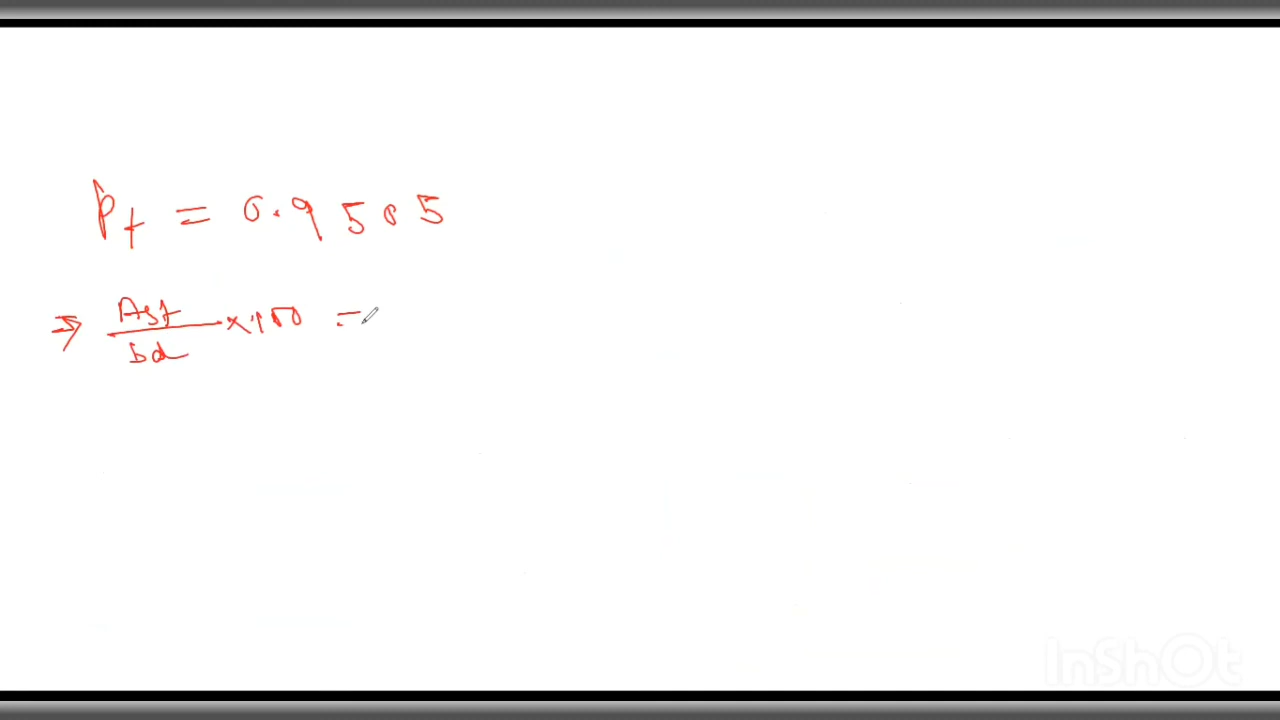 Pt = 0.9505
⇒ Ast/bd × 100 =
InShOt